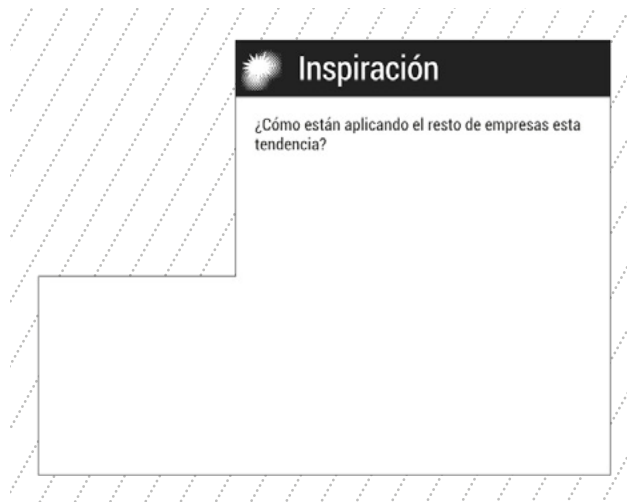 Inspiración
¿Cómo están aplicando el resto de empresas esta
tendencia?